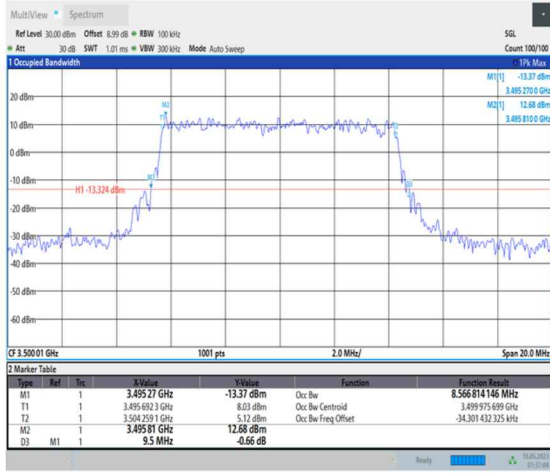 MultiView Spectrum
Ref Level 30.00 dBm Offset 8.99 dB RBW 100 kHz SGL
Att 30 dB SWT 1.01 ms VBW 300 kHz Mode Auto Sweep Count 100/100
1 Occupied Bandwidth 1Pk Max
M1[1] -13.37 dBm
3.495 270 0 GHz
M2[1] 12.68 dBm
3.495 810 0 GHz
20 dBm
M2
T1
10 dBm
0 dBm
M1
-10 dBm
H1 -13.324 dBm
-20 dBm
-30 dBm
-40 dBm
-50 dBm
-60 dBm
CF 3.500 01 GHz 1001 pts 2.0 MHz/ Span 20.0 MHz
2 Marker Table
Type Ref Trc X-Value Y-Value Function Function Result
M1 1 3.495 27 GHz -13.37 dBm Occ Bw 8.566 814 146 MHz
T1 1 3.495 692 3 GHz 8.03 dBm Occ Bw Centroid 3.499 975 699 GHz
T2 1 3.504 259 1 GHz 5.12 dBm Occ Bw Freq Offset -34.301 432 325 kHz
M2 1 3.495 81 GHz 12.68 dBm
D3 M1 1 9.5 MHz -0.66 dB
Ready